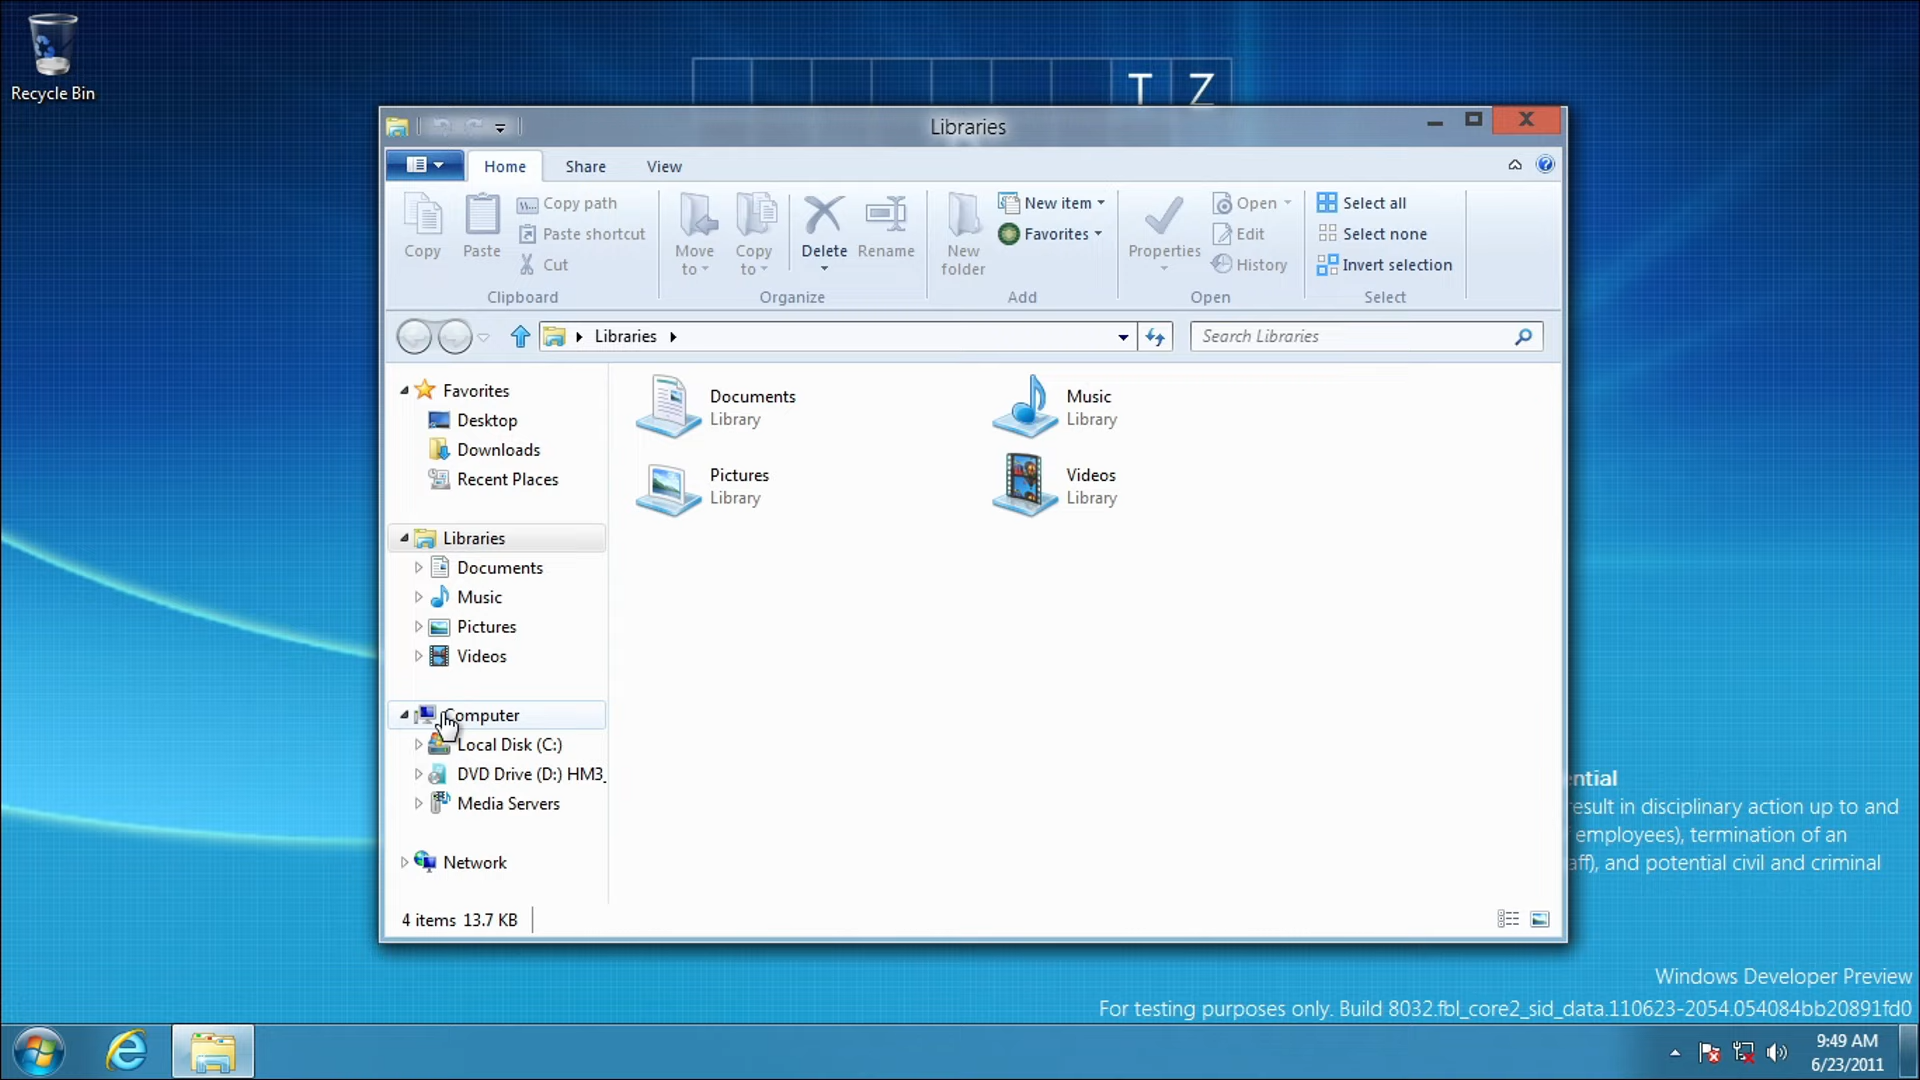 Recycle Bin
T Z
Libraries
Home Share View
Copy
Paste
Copy path
Paste shortcut
Cut
Clipboard
Move to
Copy to
Delete
Rename
Organize
New folder
New item
Favorites
Add
Properties
Open
Edit
History
Open
Select all
Select none
Invert selection
Select
Libraries
Search Libraries
Favorites
Desktop
Downloads
Recent Places
Libraries
Documents
Music
Pictures
Videos
Computer
Local Disk (C:)
DVD Drive (D:) HM3_
Media Servers
Network
Documents
Library
Music
Library
Pictures
Library
Videos
Library
4 items 13.7 KB
ential
esult in disciplinary action up to and
employees), termination of an
aff), and potential civil and criminal
Windows Developer Preview
For testing purposes only. Build 8032.fbl_core2_sid_data.110623-2054.054084bb20891fd0
9:49 AM
6/23/2011